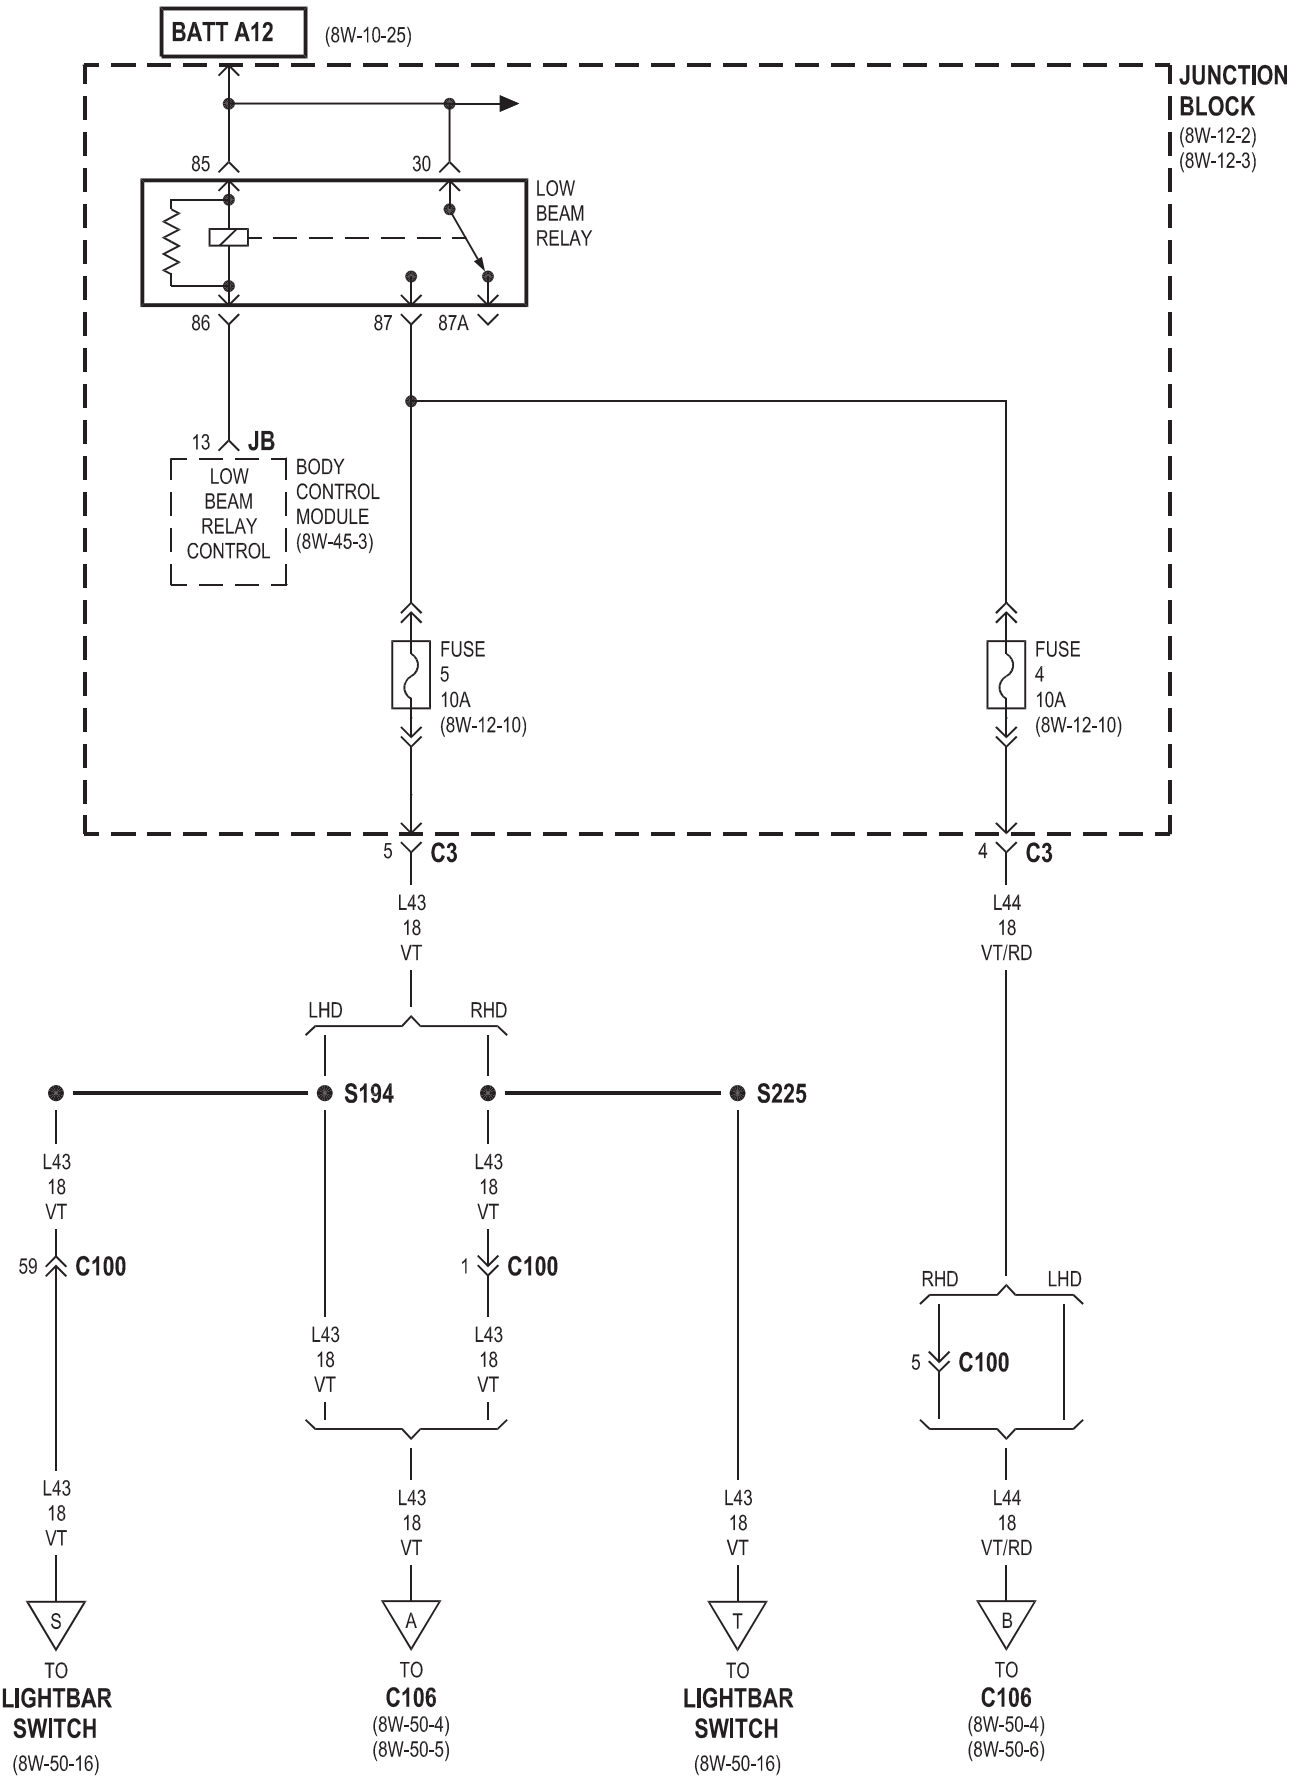 BATT A12
(8W-10-25)
JUNCTION
BLOCK
(8W-12-2)
(8W-12-3)
85
30
LOW
BEAM
RELAY
86
87
87A
13
JB
LOW
BEAM
RELAY
CONTROL
BODY
CONTROL
MODULE
(8W-45-3)
FUSE
5
10A
(8W-12-10)
FUSE
4
10A
(8W-12-10)
5
C3
4
C3
L43
18
VT
L44
18
VT/RD
LHD
RHD
S194
S225
L43
18
VT
L43
18
VT
59
C100
1
C100
RHD
LHD
L43
18
VT
L43
18
VT
5
C100
L43
18
VT
L43
18
VT
L43
18
VT
L44
18
VT/RD
S
A
T
B
TO
LIGHTBAR
SWITCH
(8W-50-16)
TO
C106
(8W-50-4)
(8W-50-5)
TO
LIGHTBAR
SWITCH
(8W-50-16)
TO
C106
(8W-50-4)
(8W-50-6)